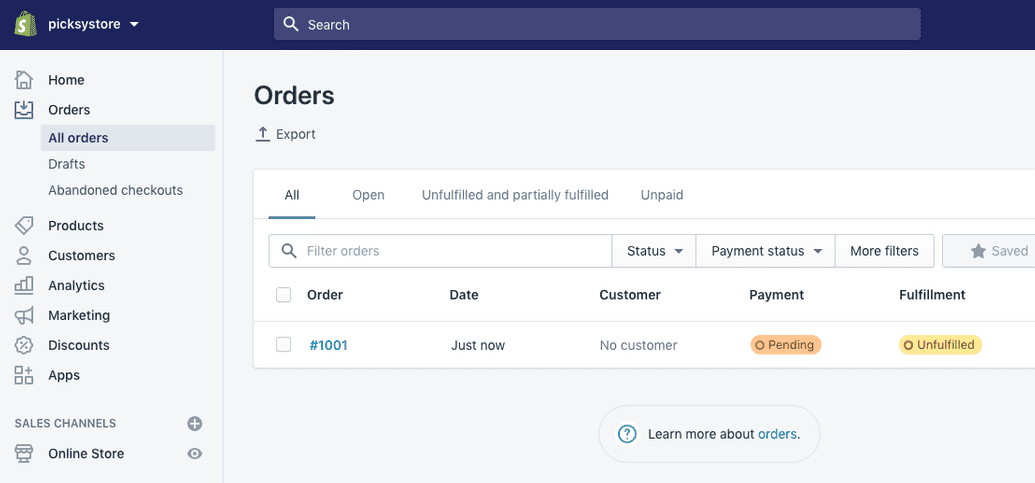 picksystore
Search
Home
Orders
All orders
Drafts
Abandoned checkouts
Products
Customers
Analytics
Marketing
Discounts
Apps
SALES CHANNELS
Online Store
Orders
Export
All Open Unfulfilled and partially fulfilled Unpaid
Filter orders Status Payment status More filters Saved
Order Date Customer Payment Fulfillment
#1001 Just now No customer Pending Unfulfilled
Learn more about orders.